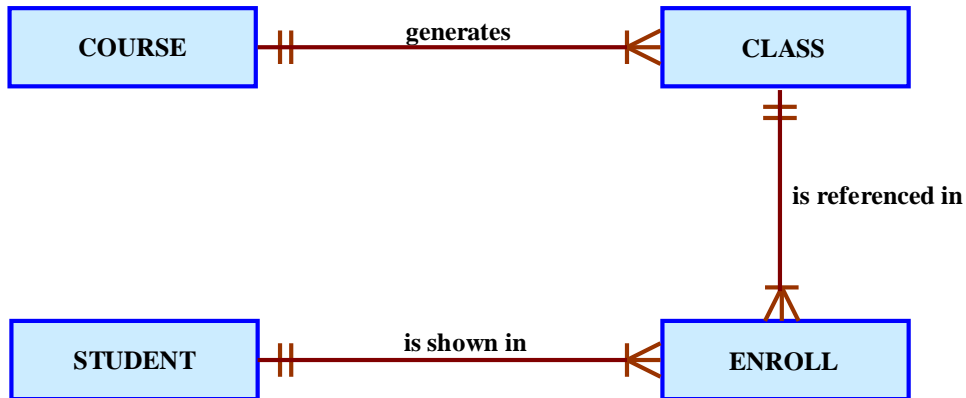 COURSE
generates
CLASS
is referenced in
STUDENT
is shown in
ENROLL